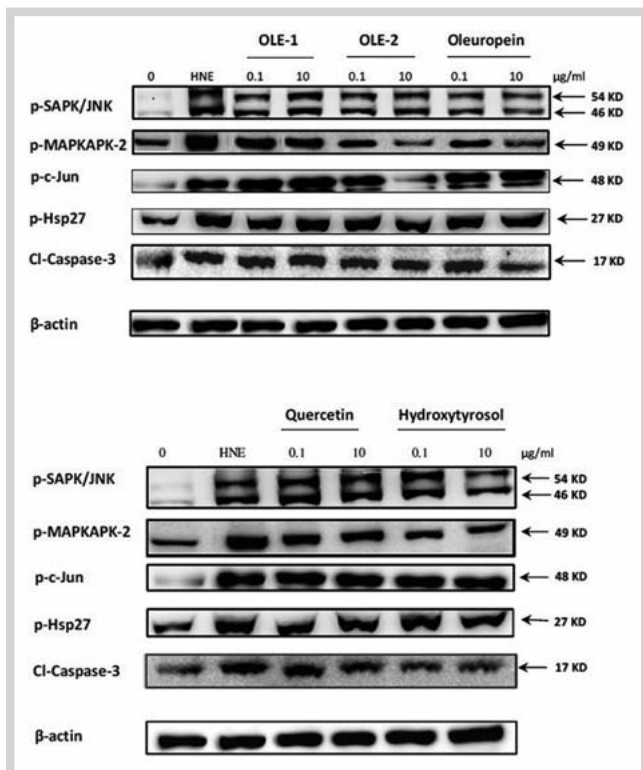 OLE-1 OLE-2 Oleuropein
0 HNE 0.1 10 0.1 10 0.1 10 µg/ml
p-SAPK/JNK 54 KD
46 KD
p-MAPKAPK-2 49 KD
p-c-Jun 48 KD
p-Hsp27 27 KD
Cl-Caspase-3 17 KD
β-actin
Quercetin Hydroxytyrosol
0 HNE 0.1 10 0.1 10 µg/ml
p-SAPK/JNK 54 KD
46 KD
p-MAPKAPK-2 49 KD
p-c-Jun 48 KD
p-Hsp27 27 KD
Cl-Caspase-3 17 KD
β-actin